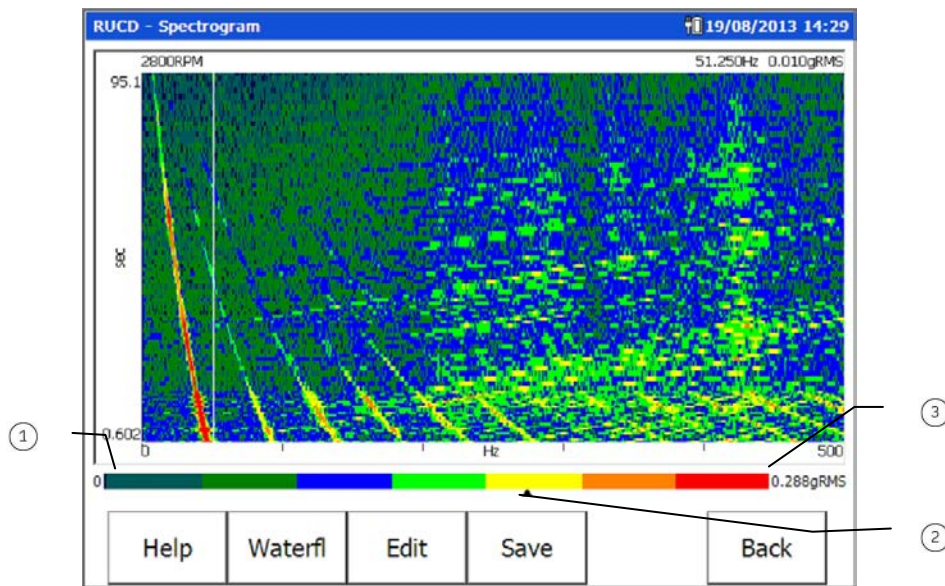 RUCD - Spectrogram 19/08/2013 14:29
2800RPM 51.250Hz 0.010gRMS
95.1
sec
9.602
0 Hz 500
0 0.288gRMS
1
3
2
Help Waterfl Edit Save Back